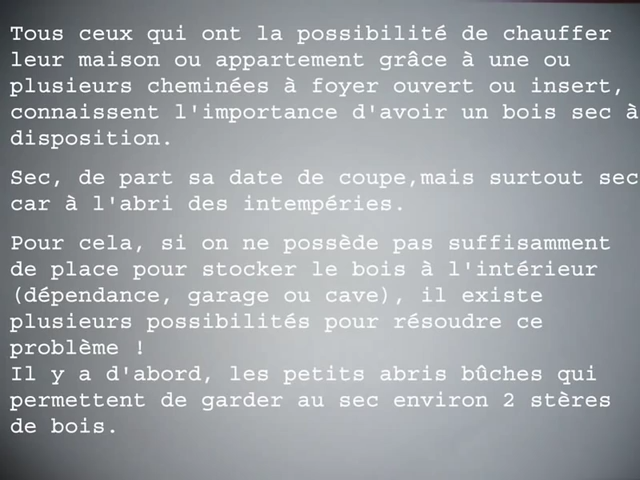 Tous ceux qui ont la possibilité de chauffer
leur maison ou appartement grâce à une ou
plusieurs cheminées à foyer ouvert ou insert,
connaissent l'importance d'avoir un bois sec à
disposition.
Sec, de part sa date de coupe,mais surtout sec
car à l'abri des intempéries.
Pour cela, si on ne possède pas suffisamment
de place pour stocker le bois à l'intérieur
(dépendance, garage ou cave), il existe
plusieurs possibilités pour résoudre ce
problème !
Il y a d'abord, les petits abris bûches qui
permettent de garder au sec environ 2 stères
de bois.